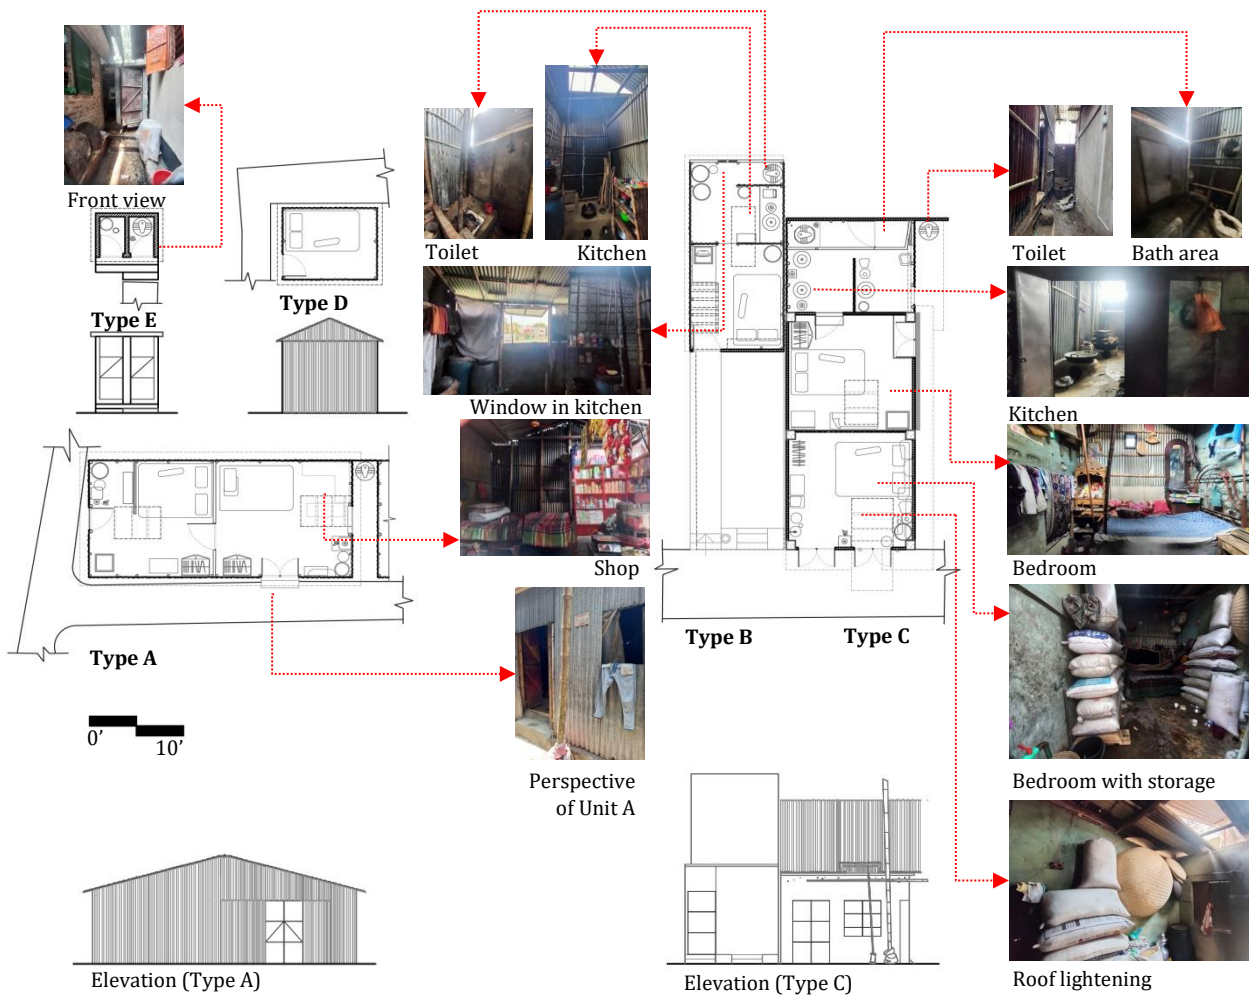 Front view
Toilet
Kitchen
Toilet
Bath area
Type E
Type D
Window in kitchen
Kitchen
Shop
Bedroom
Type A
Type B
Type C
0’
10’
Perspective
of Unit A
Bedroom with storage
Elevation (Type A)
Elevation (Type C)
Roof lightening